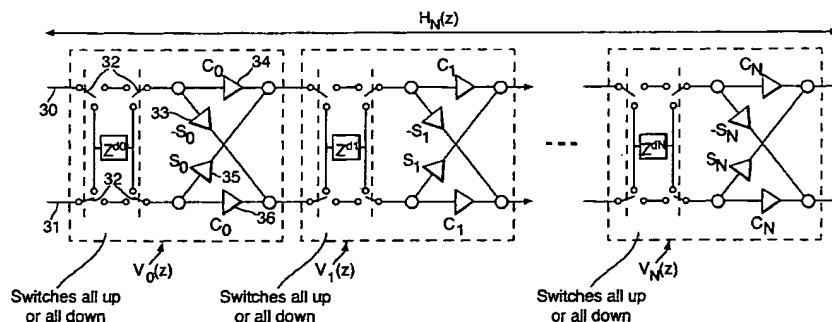 H_N(z)
32 32 C_0 34 C_1 C_N
30 33 -S_0 -S_1 -S_N
Z^d0 Z^d1 Z^dN
S_0 35 S_1 S_N
32 36
31 C_0 C_1 C_N
V_0(z) V_1(z) V_N(z)
Switches all up Switches all up Switches all up
or all down or all down or all down